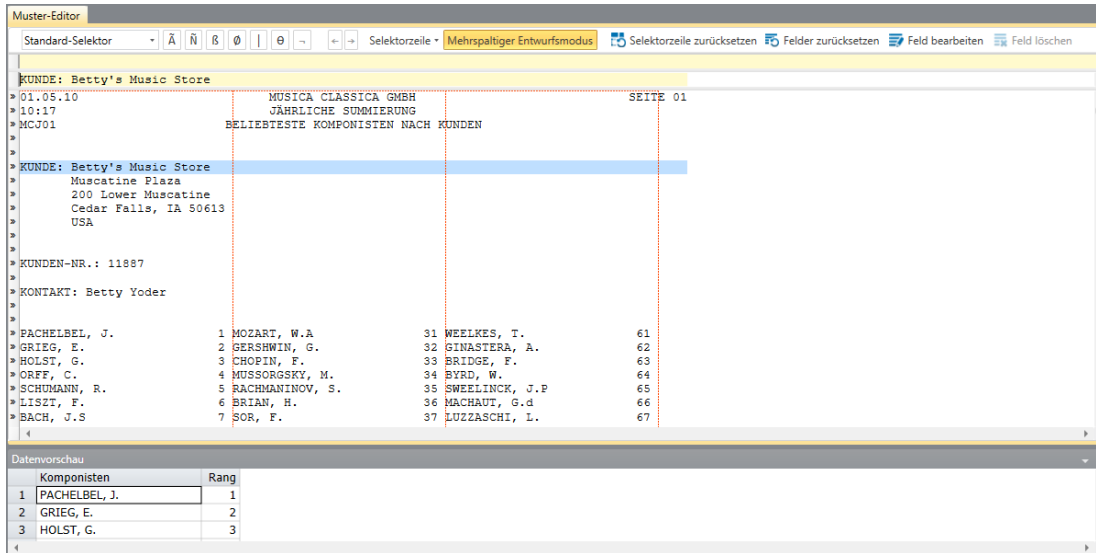 Muster-Editor
Standard-Selektor Ã Ñ ß Ø | Ɵ ¬ ← → Selektorzeile Mehrspaltiger Entwurfsmodus Selektorzeile zurücksetzen Felder zurücksetzen Feld bearbeiten Feld löschen
KUNDE: Betty's Music Store
» 01.05.10 MUSICA CLASSICA GMBH SEITE 01
» 10:17 JÄHRLICHE SUMMIERUNG
» MCJ01 BELIEBTESTE KOMPONISTEN NACH KUNDEN
»
»
» KUNDE: Betty's Music Store
» Muscatine Plaza
» 200 Lower Muscatine
» Cedar Falls, IA 50613
» USA
»
»
» KUNDEN-NR.: 11887
»
» KONTAKT: Betty Yoder
»
»
» PACHELBEL, J. 1 MOZART, W.A 31 WEELKES, T. 61
» GRIEG, E. 2 GERSHWIN, G. 32 GINASTERA, A. 62
» HOLST, G. 3 CHOPIN, F. 33 BRIDGE, F. 63
» ORFF, C. 4 MUSSORGSKY, M. 34 BYRD, W. 64
» SCHUMANN, R. 5 RACHMANINOV, S. 35 SWEELINCK, J.P 65
» LISZT, F. 6 BRIAN, H. 36 MACHAUT, G.d 66
» BACH, J.S 7 SOR, F. 37 LUZZASCHI, L. 67
Datenvorschau
Komponisten Rang
1 PACHELBEL, J. 1
2 GRIEG, E. 2
3 HOLST, G. 3